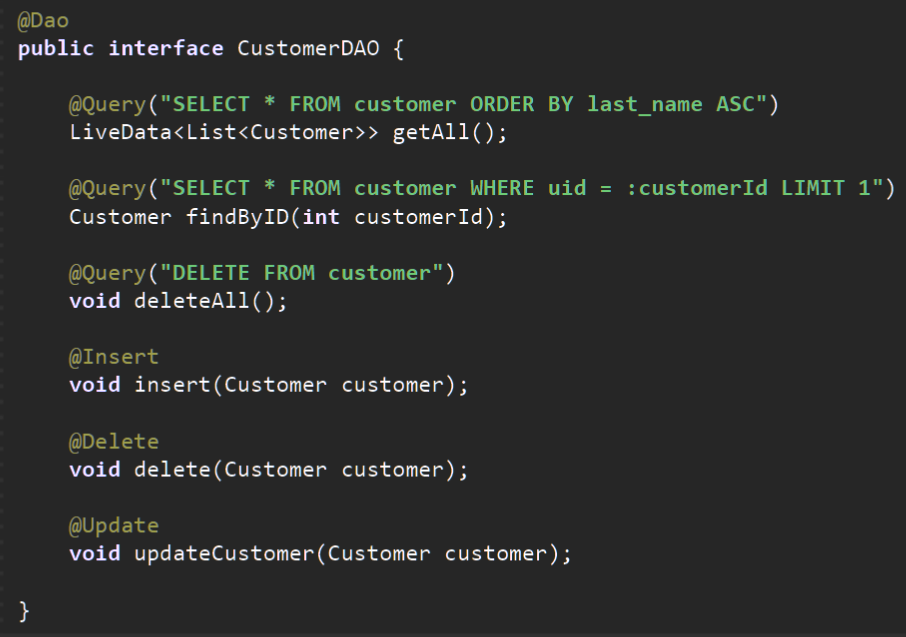 @Dao
public interface CustomerDAO {
@Query("SELECT * FROM customer ORDER BY last_name ASC")
LiveData<List<Customer>> getAll();
@Query("SELECT * FROM customer WHERE uid = :customerId LIMIT 1")
Customer findByID(int customerId);
@Query("DELETE FROM customer")
void deleteAll();
@Insert
void insert(Customer customer);
@Delete
void delete(Customer customer);
@Update
void updateCustomer(Customer customer);
}